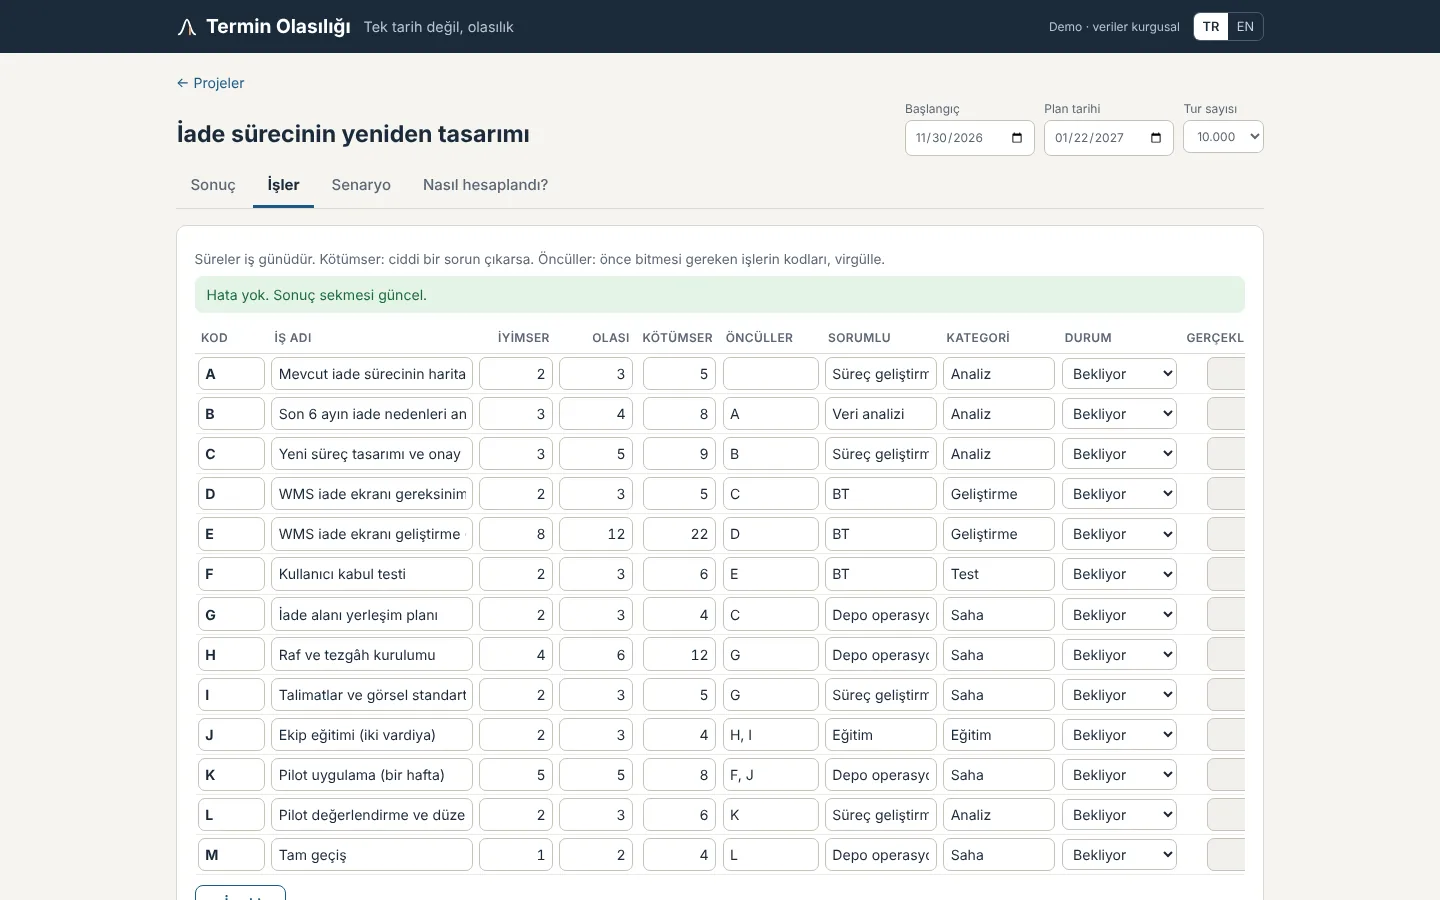 Termin Olasılığı Tek tarih değil, olasılık Demo · veriler kurgusal TR EN
← Projeler
Başlangıç Plan tarihi Tur sayısı
İade sürecinin yeniden tasarımı 11/30/2026 01/22/2027 10.000
Sonuç İşler Senaryo Nasıl hesaplandı?
Süreler iş günüdür. Kötümser: ciddi bir sorun çıkarsa. Öncüller: önce bitmesi gereken işlerin kodları, virgülle.
Hata yok. Sonuç sekmesi güncel.
KOD İŞ ADI İYİMSER OLASI KÖTÜMSER ÖNCÜLLER SORUMLU KATEGORİ DURUM GERÇEKL
A Mevcut iade sürecinin harita 2 3 5 Süreç geliştirm Analiz Bekliyor
B Son 6 ayın iade nedenleri an 3 4 8 A Veri analizi Analiz Bekliyor
C Yeni süreç tasarımı ve onay 3 5 9 B Süreç geliştirm Analiz Bekliyor
D WMS iade ekranı gereksinim 2 3 5 C BT Geliştirme Bekliyor
E WMS iade ekranı geliştirme 8 12 22 D BT Geliştirme Bekliyor
F Kullanıcı kabul testi 2 3 6 E BT Test Bekliyor
G İade alanı yerleşim planı 2 3 4 C Depo operasyo Saha Bekliyor
H Raf ve tezgâh kurulumu 4 6 12 G Depo operasyo Saha Bekliyor
I Talimatlar ve görsel standart 2 3 5 G Süreç geliştirm Saha Bekliyor
J Ekip eğitimi (iki vardiya) 2 3 4 H, I Eğitim Eğitim Bekliyor
K Pilot uygulama (bir hafta) 5 5 8 F, J Depo operasyo Saha Bekliyor
L Pilot değerlendirme ve düze 2 3 6 K Süreç geliştirm Analiz Bekliyor
M Tam geçiş 1 2 4 L Depo operasyo Saha Bekliyor